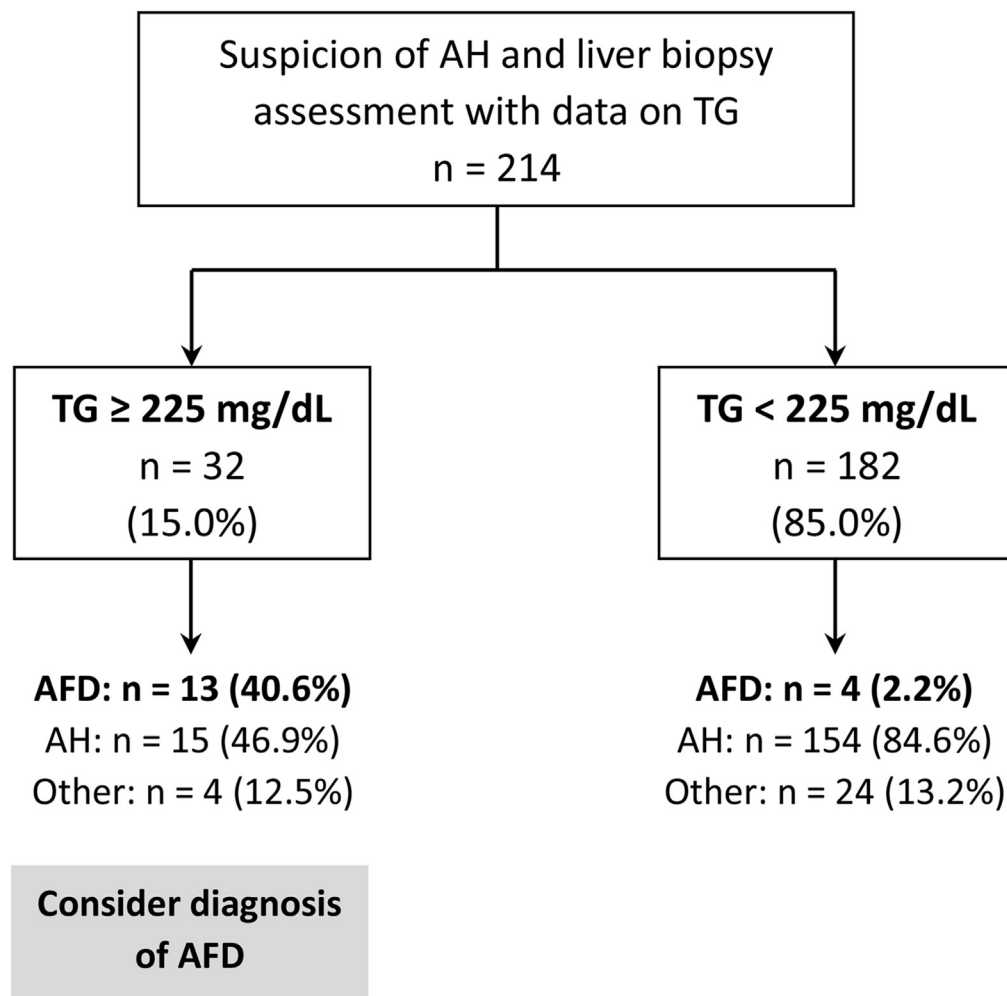 Suspicion of AH and liver biopsy
assessment with data on TG
n = 214
TG ≥ 225 mg/dL
n = 32
(15.0%)
TG < 225 mg/dL
n = 182
(85.0%)
AFD: n = 13 (40.6%)
AH: n = 15 (46.9%)
Other: n = 4 (12.5%)
AFD: n = 4 (2.2%)
AH: n = 154 (84.6%)
Other: n = 24 (13.2%)
Consider diagnosis
of AFD